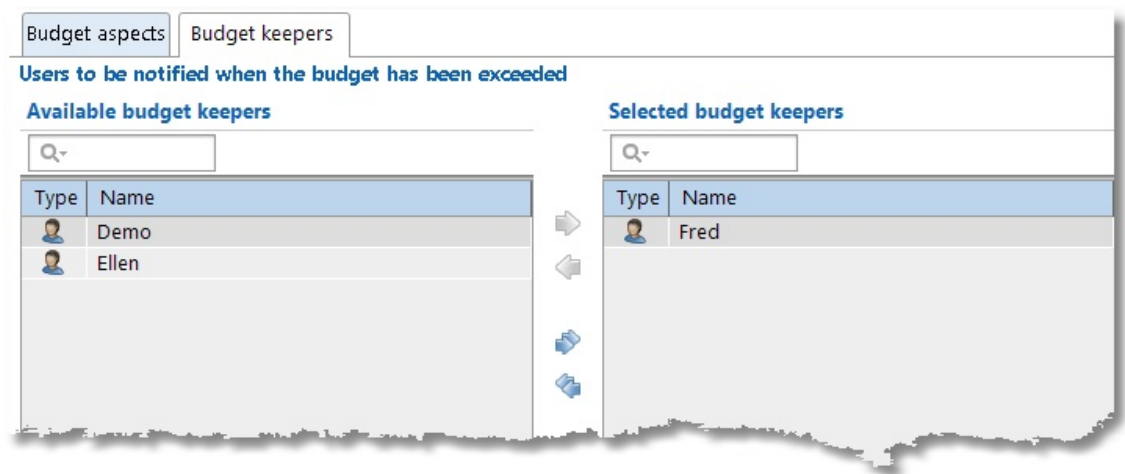 Budget aspects Budget keepers
Users to be notified when the budget has been exceeded
Available budget keepers
Type Name
Demo
Ellen
Selected budget keepers
Type Name
Fred